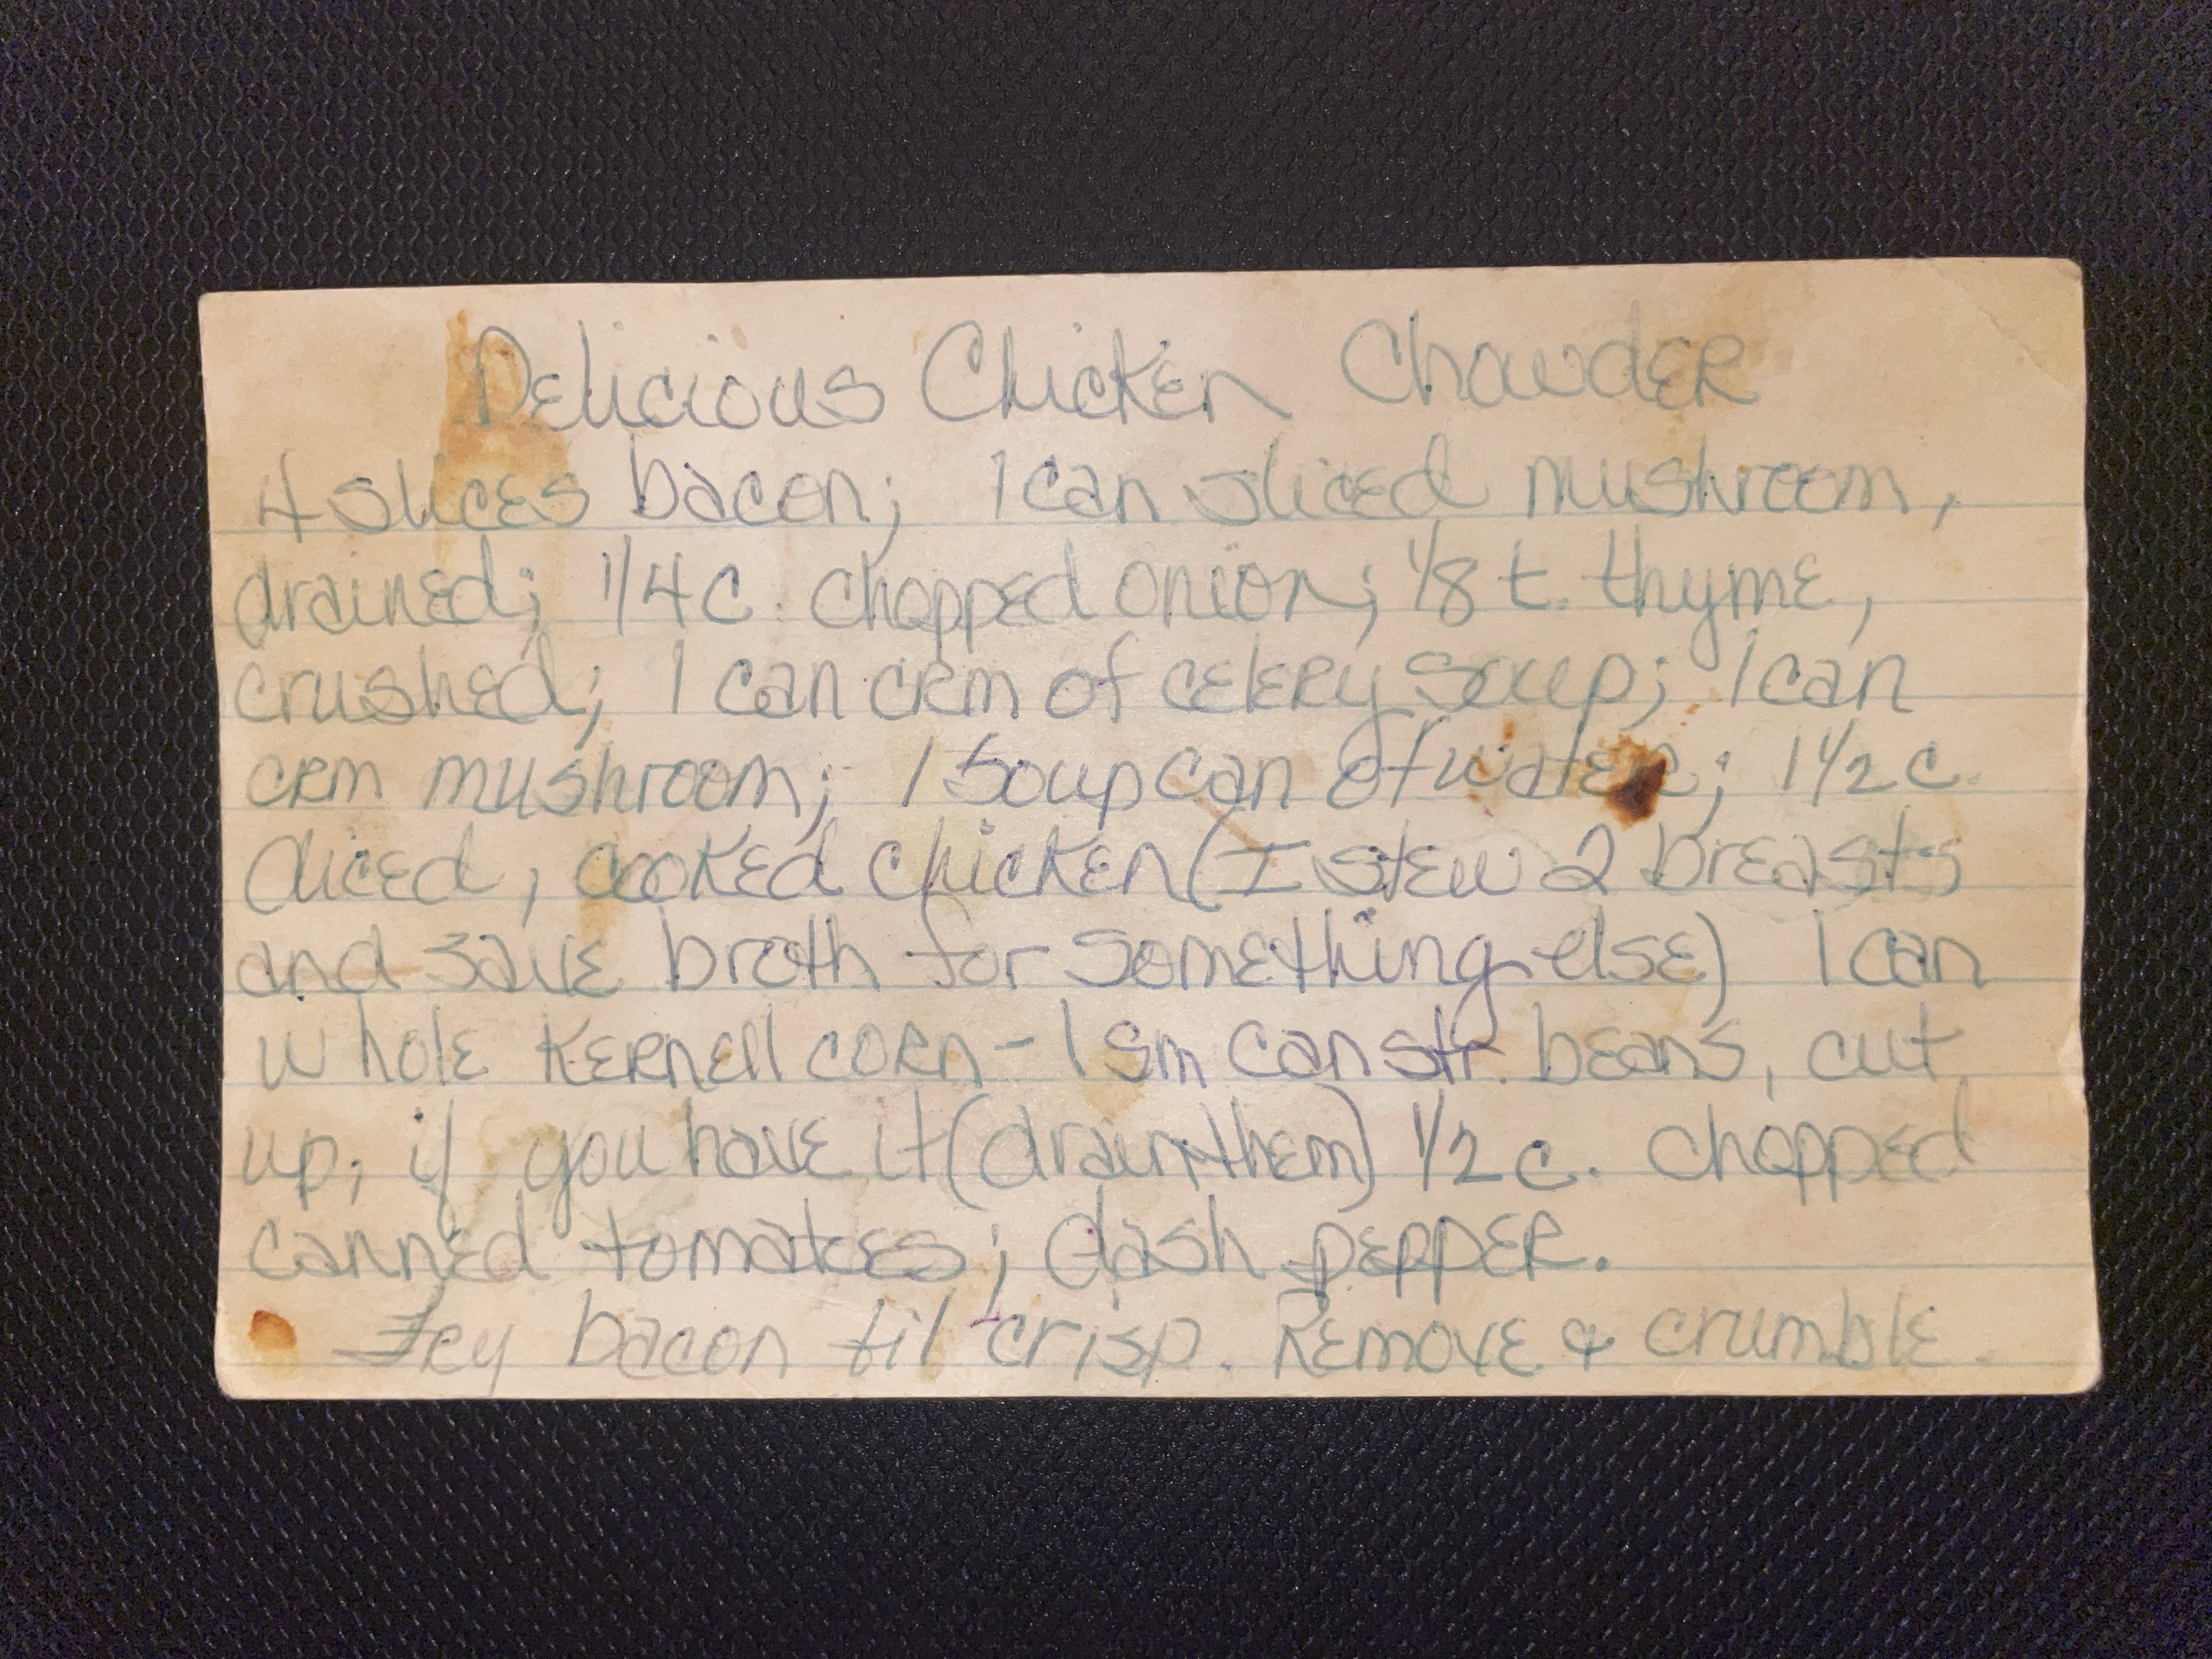 Delicious Chicken Chowder
4 slices bacon; 1 can sliced mushroom,
drained; 1/4 c. chopped onion; 1/8 t. thyme,
crushed; 1 can crm of celery soup; 1 can
crm mushroom; 1 soup can of water; 1 1/2 c.
diced, cooked chicken (I stew 2 breasts
and save broth for something else) 1 can
whole kernell corn - 1 sm can str. beans, cut
up, if you have it (drain them) 1/2 c. chopped
canned tomatoes; dash pepper.
Fry bacon til crisp. Remove & crumble.